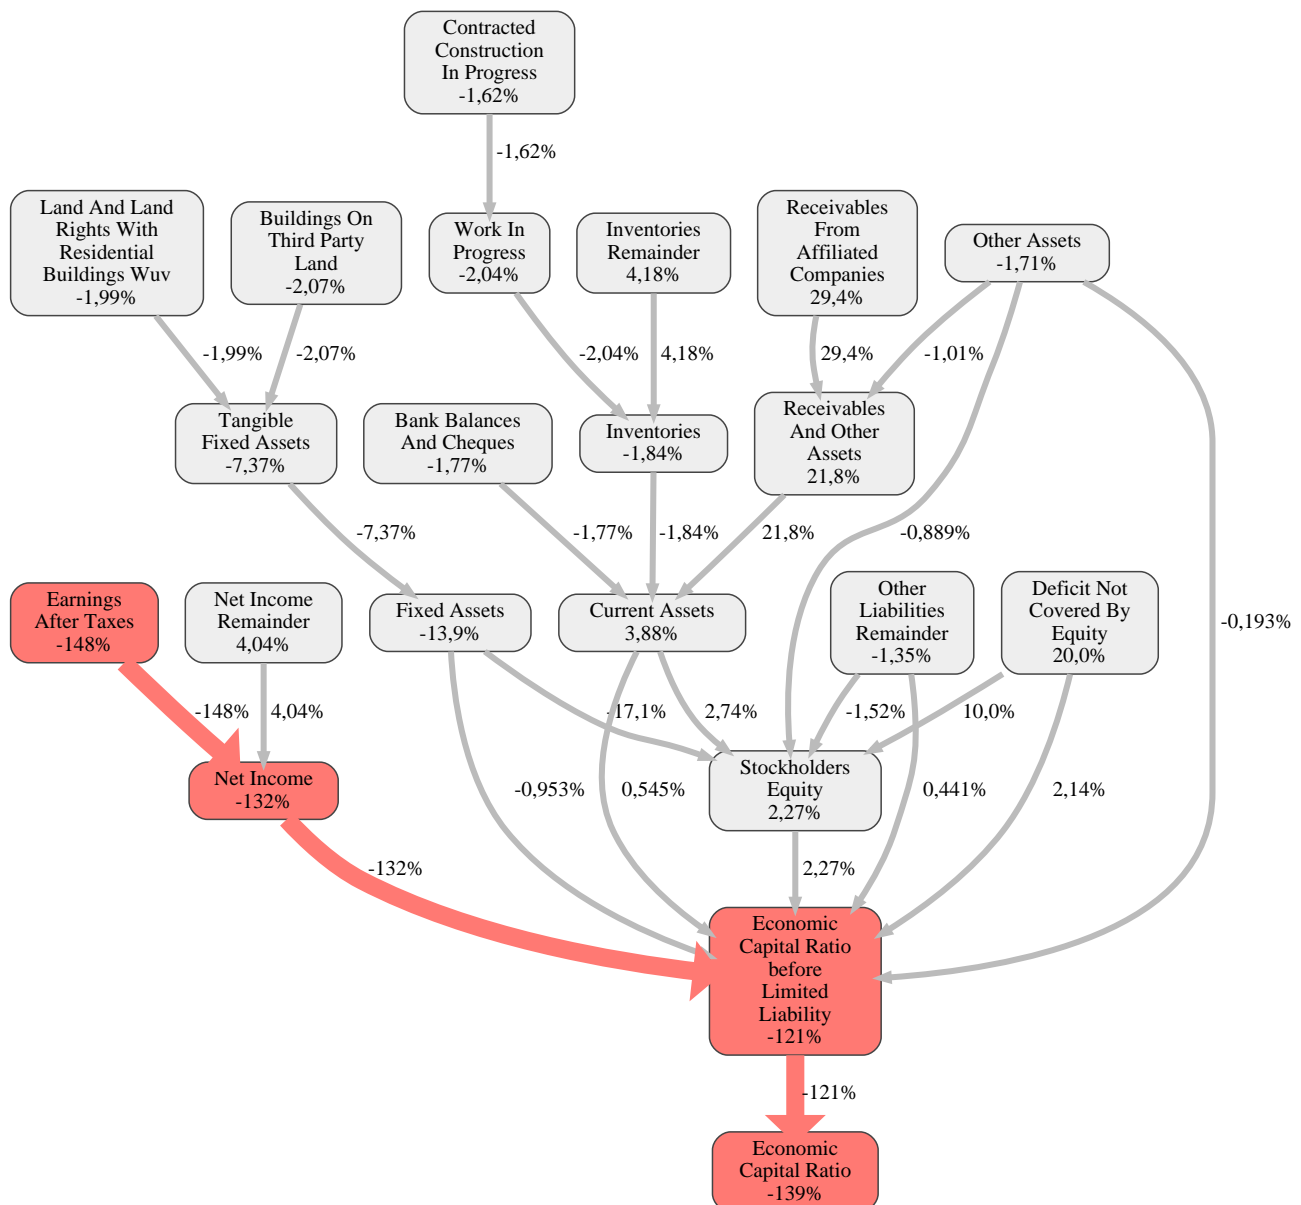 Contracted
Construction
In Progress
-1,62%
-1,62%
Land And Land
Rights With
Residential
Buildings Wuv
-1,99%
Buildings On
Third Party
Land
-2,07%
Work In
Progress
-2,04%
Inventories
Remainder
4,18%
Receivables
From
Affiliated
Companies
29,4%
Other Assets
-1,71%
-1,99%
-2,07%
-2,04%
4,18%
29,4%
-1,01%
Tangible
Fixed Assets
-7,37%
Bank Balances
And Cheques
-1,77%
Inventories
-1,84%
Receivables
And Other
Assets
21,8%
-7,37%
-1,77%
-1,84%
21,8%
-0,889%
Earnings
After Taxes
-148%
Net Income
Remainder
4,04%
Fixed Assets
-13,9%
Current Assets
3,88%
Other
Liabilities
Remainder
-1,35%
Deficit Not
Covered By
Equity
20,0%
-0,193%
-148%
4,04%
-17,1%
2,74%
-1,52%
10,0%
Net Income
-132%
-0,953%
0,545%
Stockholders
Equity
2,27%
0,441%
2,14%
-132%
2,27%
Economic
Capital Ratio
before
Limited
Liability
-121%
-121%
Economic
Capital Ratio
-139%